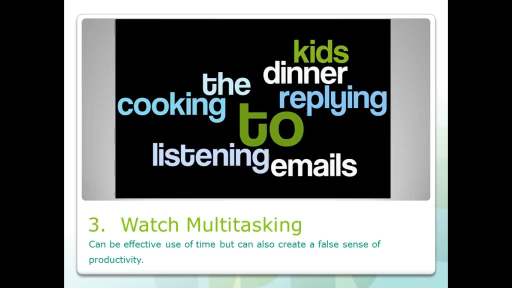 kids
the dinner
cooking replying
to
listening emails
3. Watch Multitasking
Can be effective use of time but can also create a false sense of
productivity.